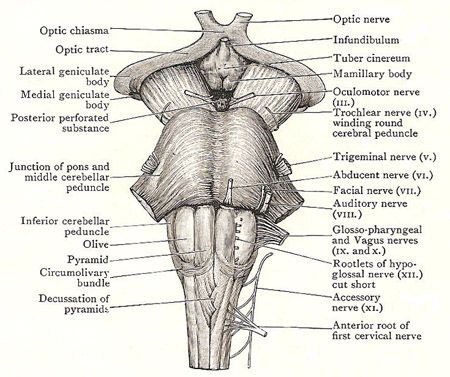 Optic chiasma
Optic tract
Lateral geniculate
body
Medial geniculate
body
Posterior perforated
substance
Junction of pons and
middle cerebellar
peduncle
Inferior cerebellar
peduncle
Olive
Pyramid
Circumolivary
bundle
Decussation of
pyramids
Optic nerve
Infundibulum
Tuber cinereum
Mamillary body
Oculomotor nerve
(III.)
Trochlear nerve (IV.)
winding round
cerebral peduncle
Trigeminal nerve (V.)
Abducent nerve (VI.)
Facial nerve (VII.)
Auditory nerve
(VIII.)
Glosso-pharyngeal
and Vagus nerves
(IX. and X.)
Rootlets of hypo-
glossal nerve (XII.)
cut short
Accessory
nerve (XI.)
Anterior root of
first cervical nerve